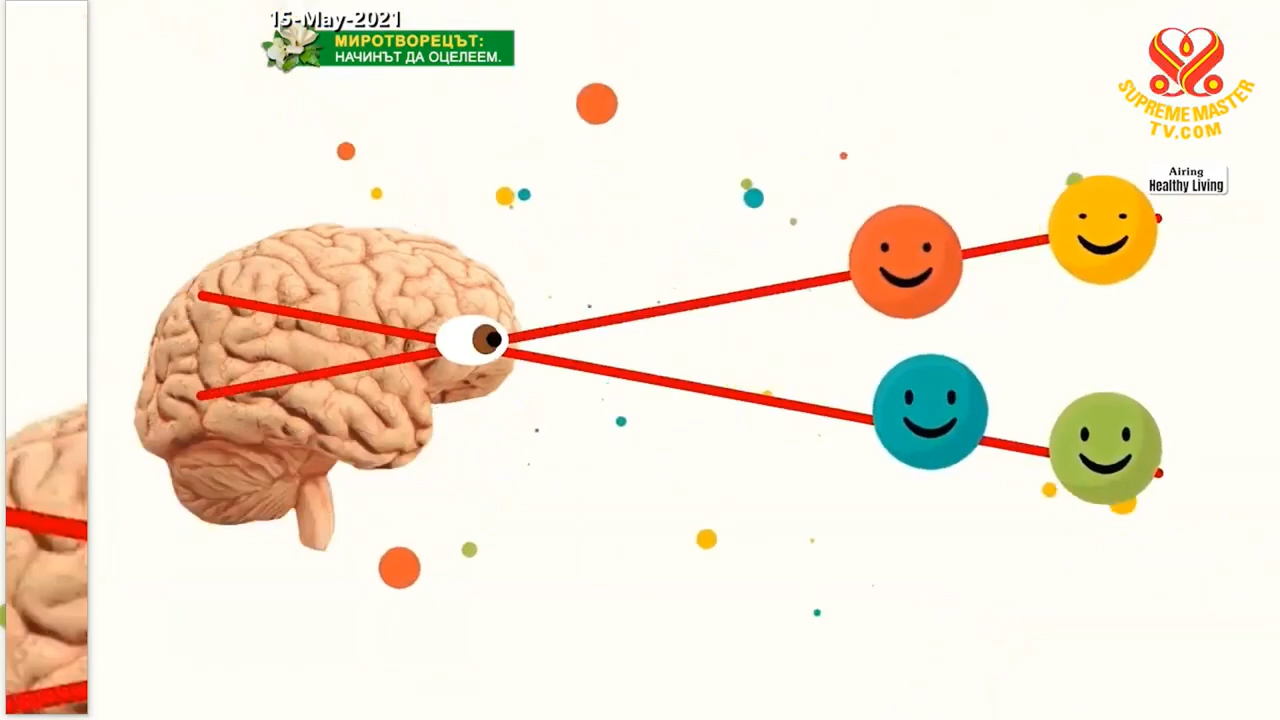 15-May-2021
МИРОТВОРЕЦЪТ:
НАЧИНЪТ ДА ОЦЕЛЕЕМ.
SUPREME MASTER
TV.COM
Airing
Healthy Living